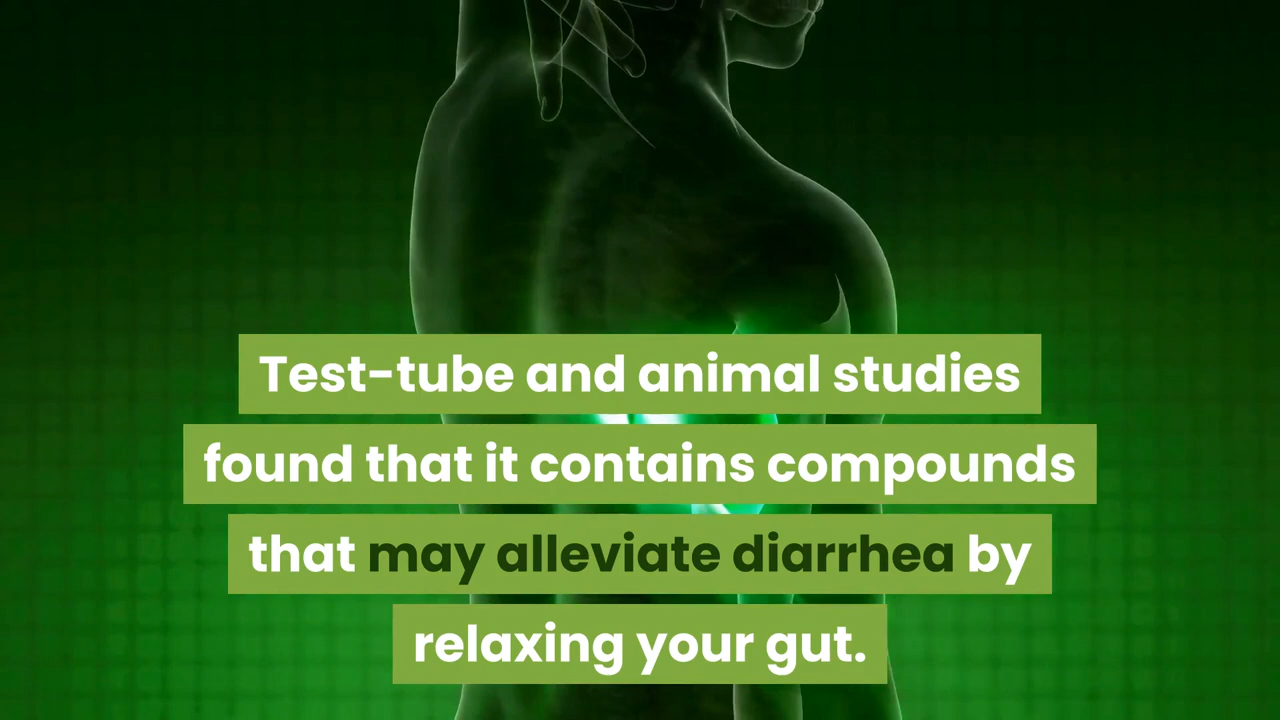 Test-tube and animal studies
found that it contains compounds
that may alleviate diarrhea by
relaxing your gut.